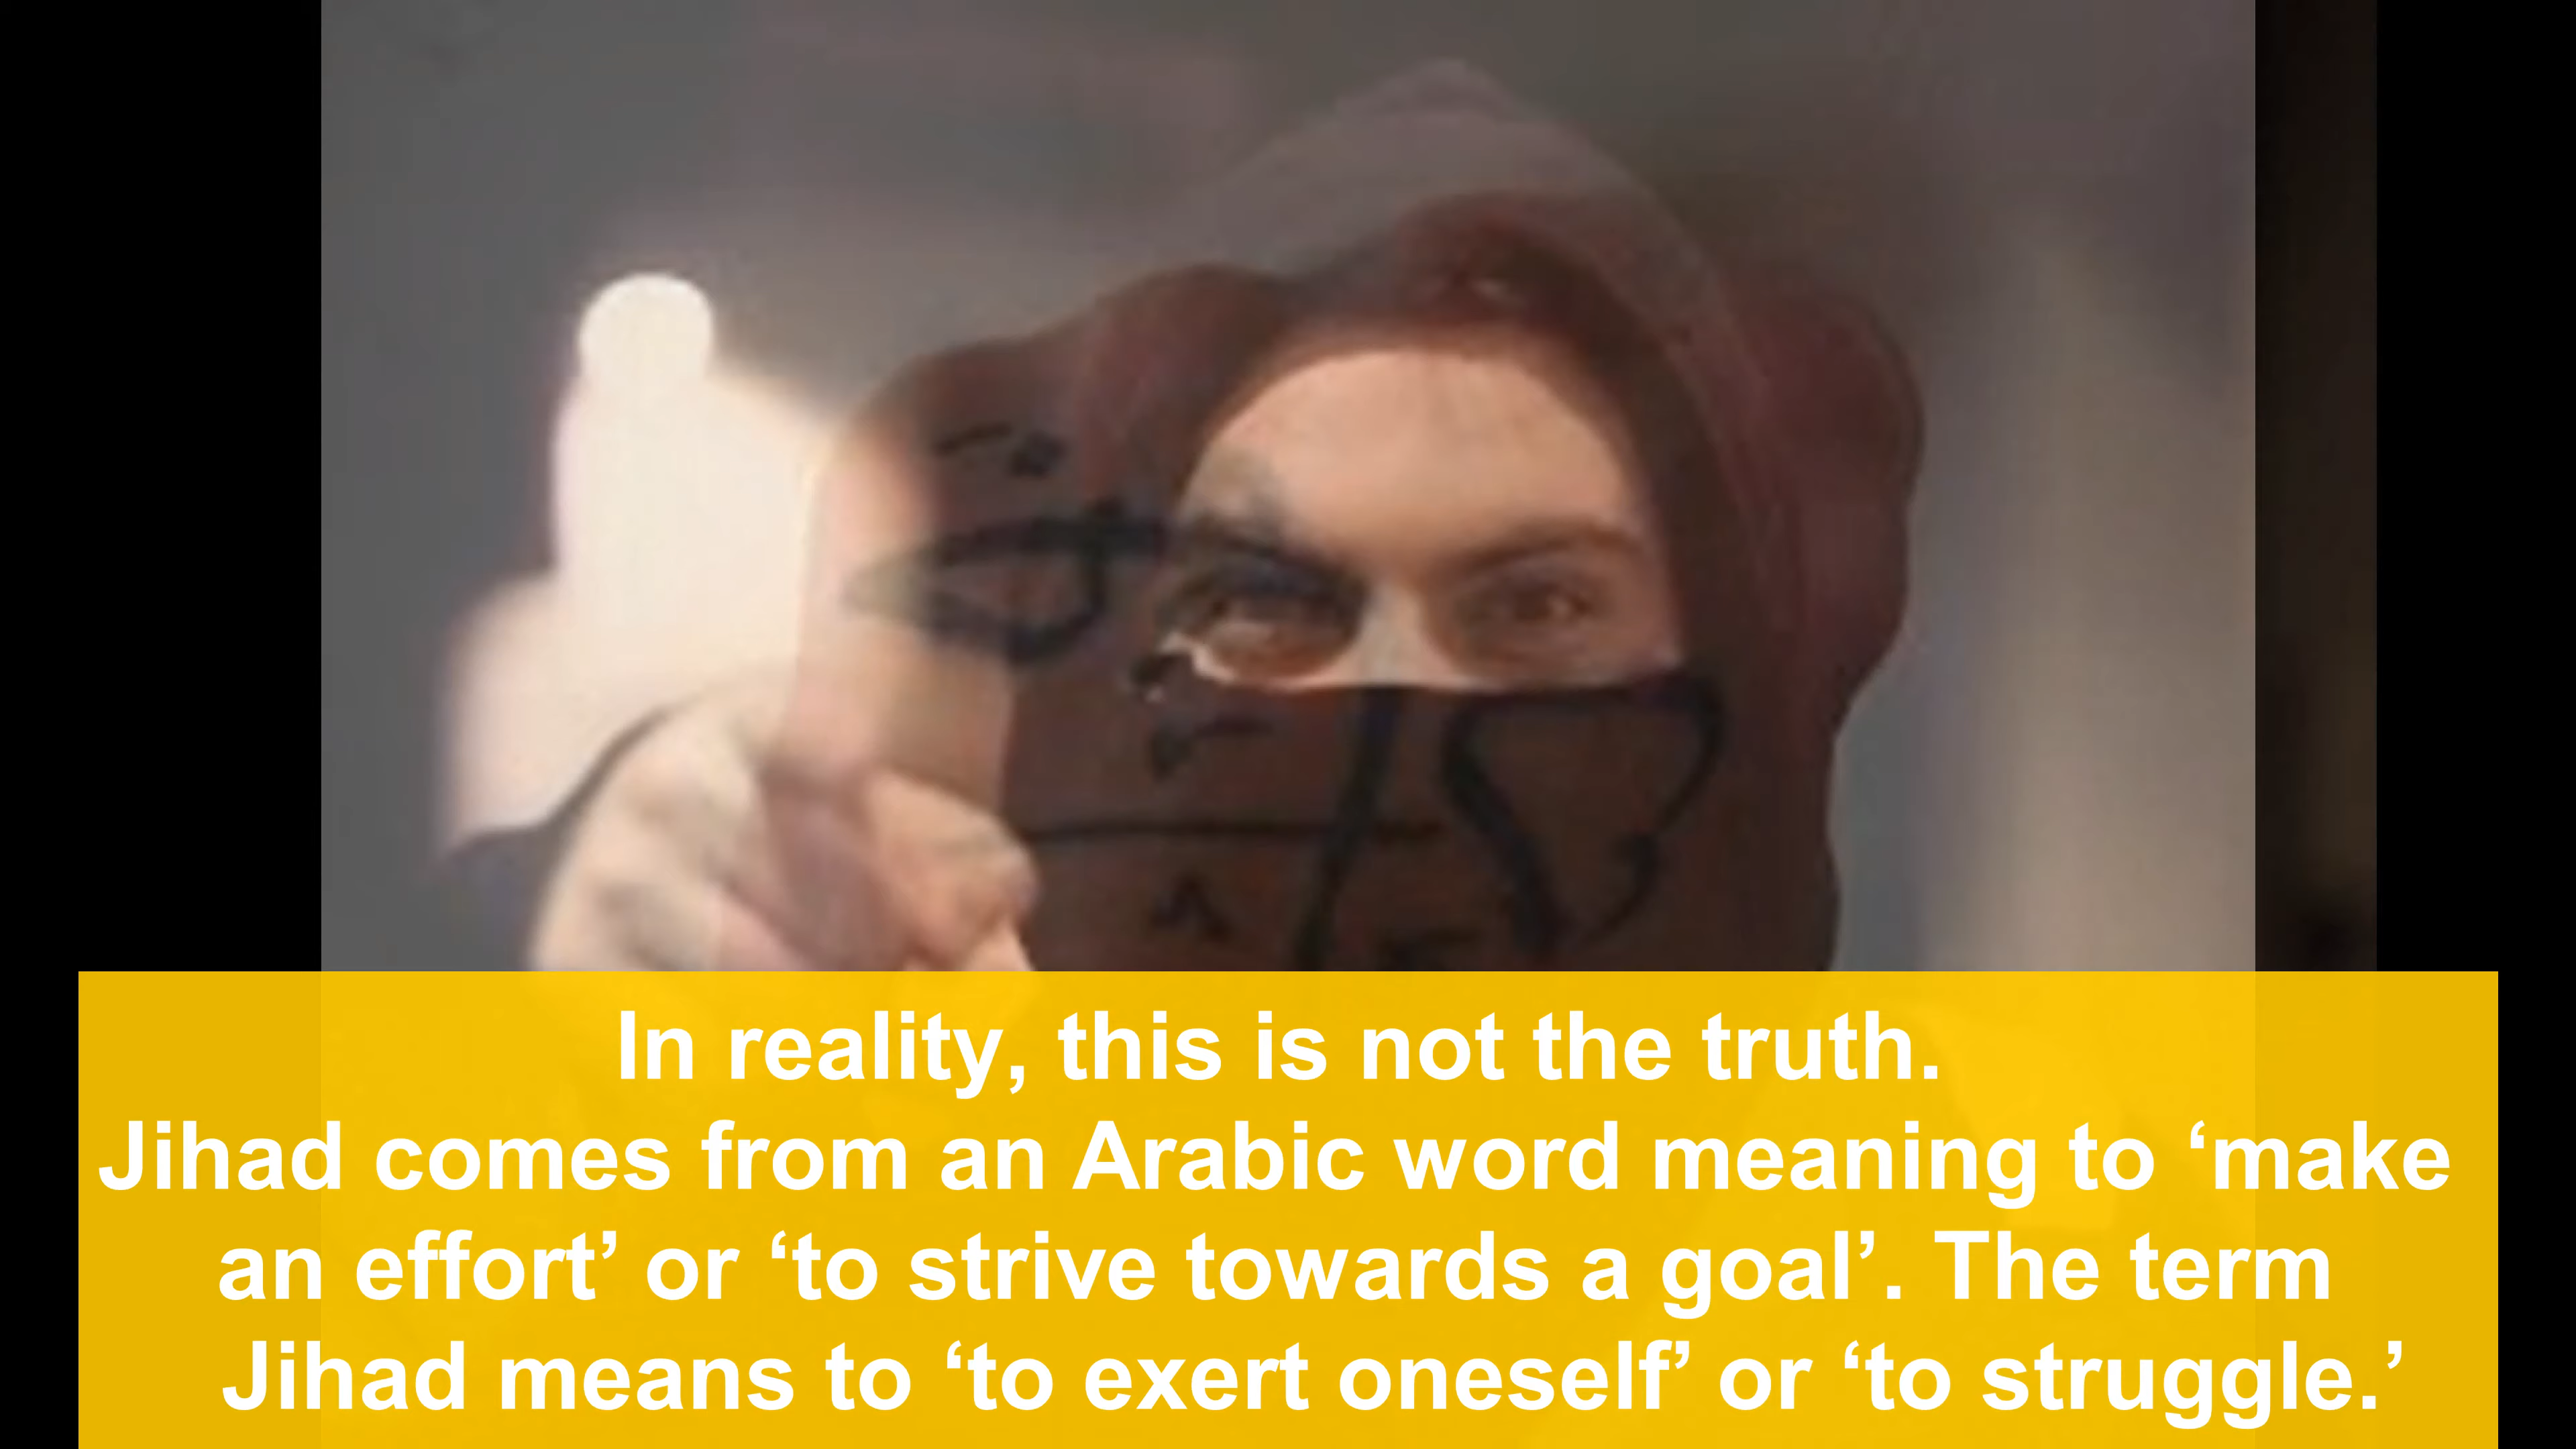 In reality, this is not the truth.
Jihad comes from an Arabic word meaning to ‘make
an effort’ or ‘to strive towards a goal’. The term
Jihad means to ‘to exert oneself’ or ‘to struggle.’